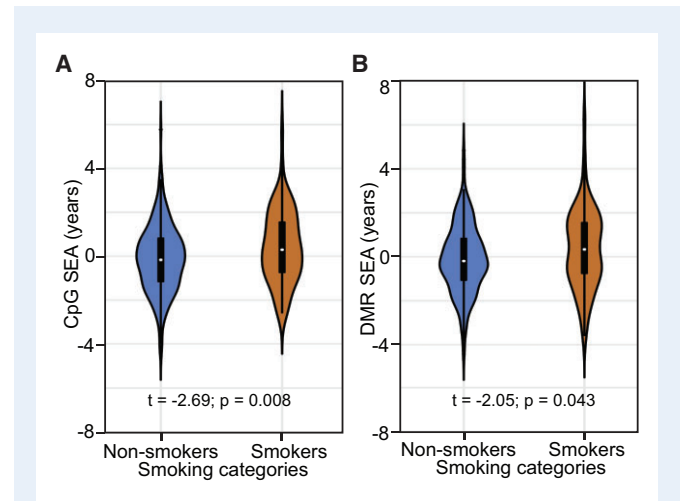 A
8
4
0
-4
-8
CpG SEA (years)
t = -2.69; p = 0.008
Non-smokers Smokers
Smoking categories
B
8
4
0
-4
-8
DMR SEA (years)
t = -2.05; p = 0.043
Non-smokers Smokers
Smoking categories